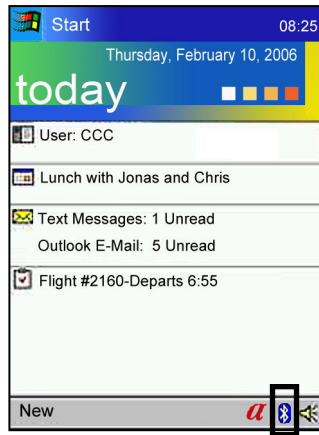 Start 08:25
Thursday, February 10, 2006
today
User: CCC
Lunch with Jonas and Chris
Text Messages: 1 Unread
Outlook E-Mail: 5 Unread
Flight #2160-Departs 6:55
New a